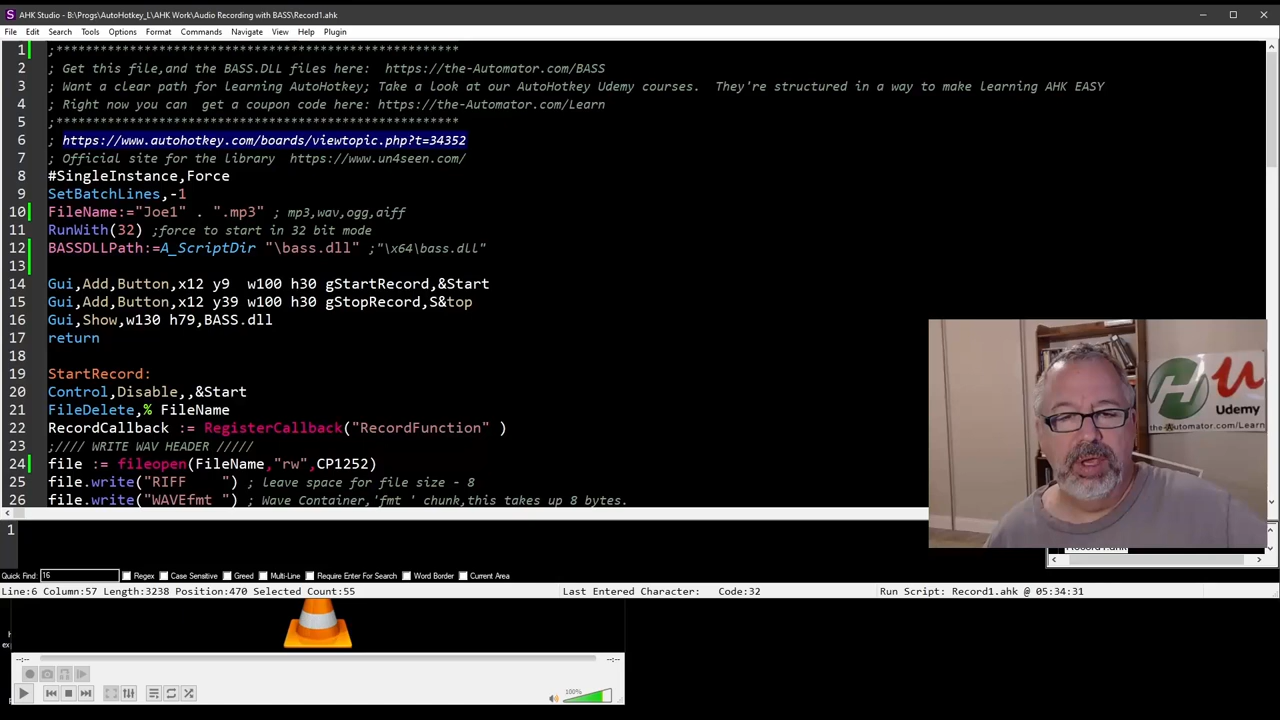 AHK Studio - B:\Progs\AutoHotkey_L\AHK Work\Audio Recording with BASS\Record1.ahk
File Edit Search Tools Options Format Commands Navigate View Help Plugin
1 ;*******************************************************
2 ; Get this file,and the BASS.DLL files here:  https://the-Automator.com/BASS
3 ; Want a clear path for learning AutoHotkey; Take a look at our AutoHotkey Udemy courses.  They're structured in a way to make learning AHK EASY
4 ; Right now you can  get a coupon code here: https://the-Automator.com/Learn
5 ;*******************************************************
6 ; https://www.autohotkey.com/boards/viewtopic.php?t=34352
7 ; Official site for the library  https://www.un4seen.com/
8 #SingleInstance,Force
9 SetBatchLines,-1
10 FileName:="Joe1" . ".mp3" ; mp3,wav,ogg,aiff
11 RunWith(32) ;force to start in 32 bit mode
12 BASSDLLPath:=A_ScriptDir "\bass.dll" ;"\x64\bass.dll"
13
14 Gui,Add,Button,x12 y9  w100 h30 gStartRecord,&Start
15 Gui,Add,Button,x12 y39 w100 h30 gStopRecord,S&top
16 Gui,Show,w130 h79,BASS.dll
17 return
18
19 StartRecord:
20 Control,Disable,,&Start
21 FileDelete,% FileName
22 RecordCallback := RegisterCallback("RecordFunction" )
23 ;//// WRITE WAV HEADER /////
24 file := fileopen(FileName,"rw",CP1252)
25 file.write("RIFF    ") ; leave space for file size - 8
26 file.write("WAVEfmt ") ; Wave Container,'fmt ' chunk,this takes up 8 bytes.
Udemy
the-Automator.com/Learn
1
Record1.ahk
Quick Find: 16 Regex Case Sensitive Greed Multi-Line Require Enter For Search Word Border Current Area
Line:6 Column:57 Length:3238 Position:470 Selected Count:55 Last Entered Character: Code:32 Run Script: Record1.ahk @ 05:34:31
--:-- --:--
100%